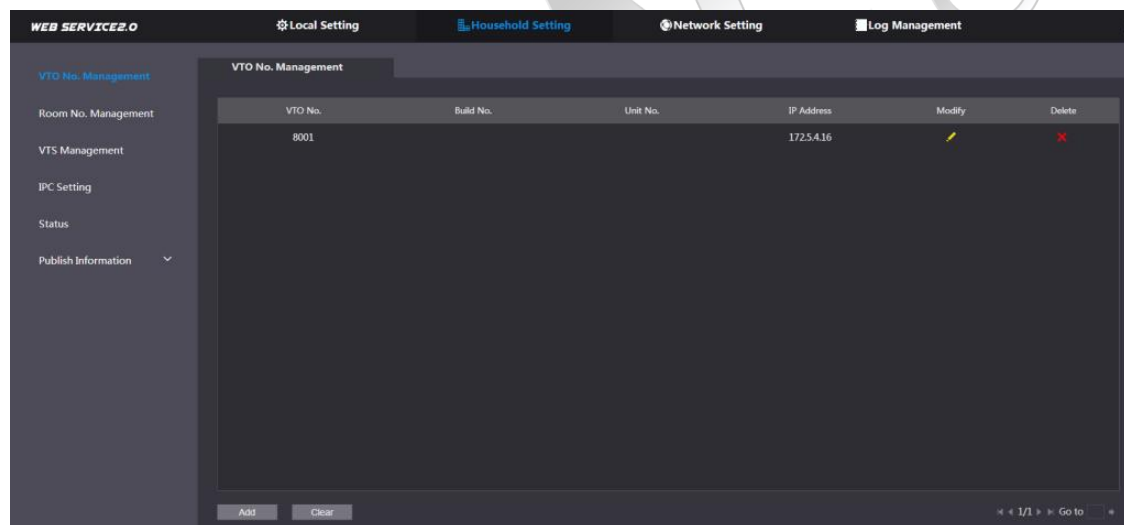 WEB SERVICE2.0 Local Setting Household Setting Network Setting Log Management
VTO No. Management
VTO No. Management
Room No. Management
VTS Management
IPC Setting
Status
Publish Information
VTO No. Build No. Unit No. IP Address Modify Delete
8001 172.5.4.16
Add Clear 1/1 Go to